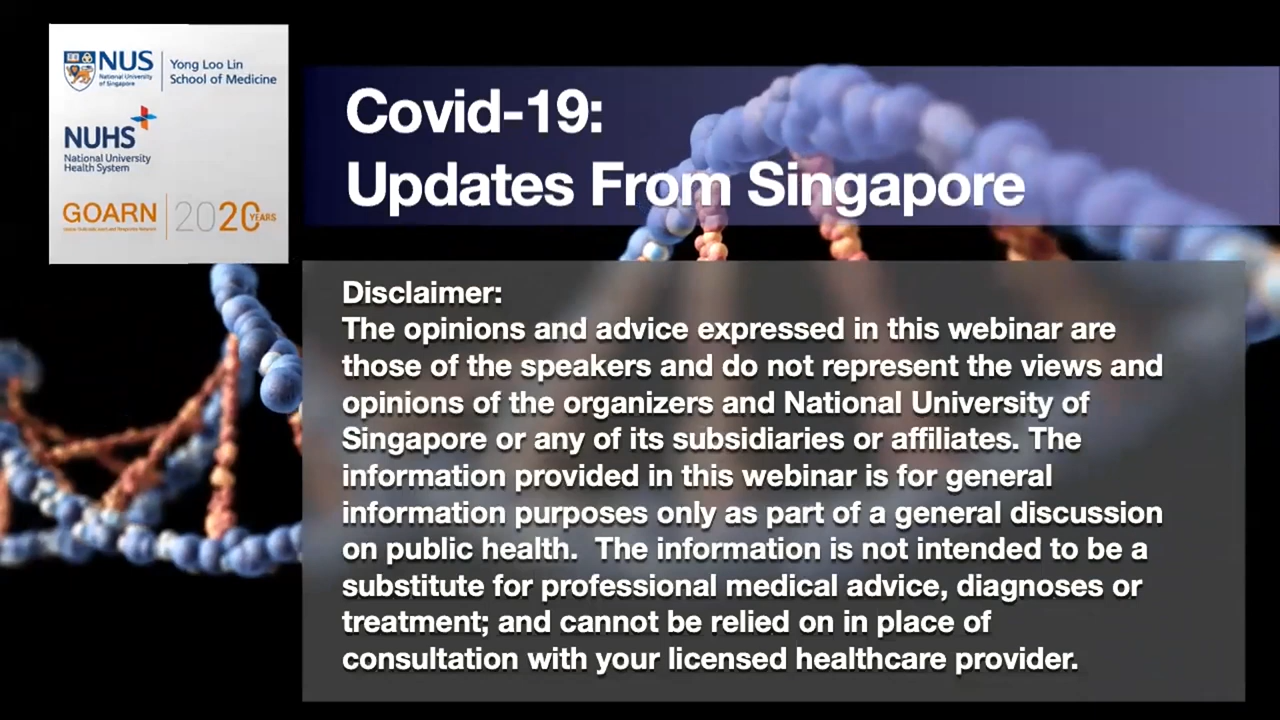 NUS
National University
of Singapore
Yong Loo Lin
School of Medicine
NUHS
National University
Health System
GOARN
2020 YEARS
Covid-19:
Updates From Singapore
Disclaimer:
The opinions and advice expressed in this webinar are
those of the speakers and do not represent the views and
opinions of the organizers and National University of
Singapore or any of its subsidiaries or affiliates. The
information provided in this webinar is for general
information purposes only as part of a general discussion
on public health.  The information is not intended to be a
substitute for professional medical advice, diagnoses or
treatment; and cannot be relied on in place of
consultation with your licensed healthcare provider.